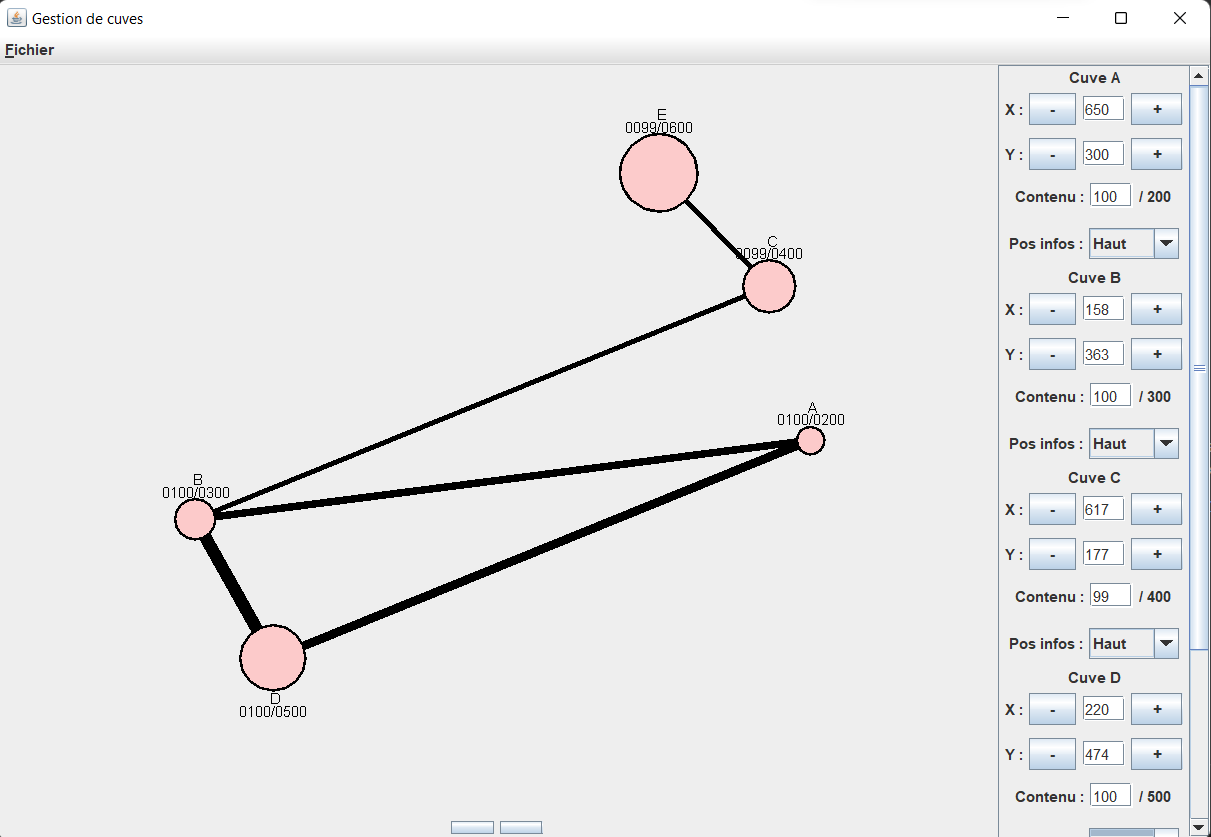 Gestion de cuves
Fichier
E
0099/0600
C
0099/0400
A
0100/0200
B
0100/0300
D
0100/0500
Cuve A
X : - 650 +
Y : - 300 +
Contenu : 100 / 200
Pos infos : Haut
Cuve B
X : - 158 +
Y : - 363 +
Contenu : 100 / 300
Pos infos : Haut
Cuve C
X : - 617 +
Y : - 177 +
Contenu : 99 / 400
Pos infos : Haut
Cuve D
X : - 220 +
Y : - 474 +
Contenu : 100 / 500